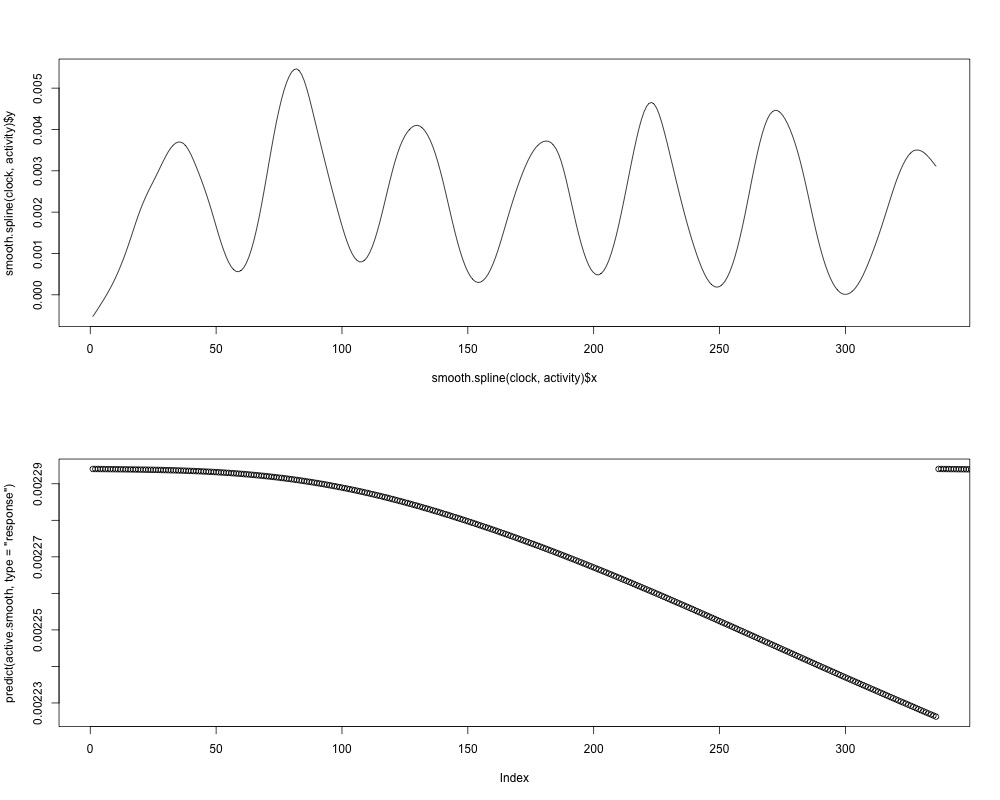 smooth.spline(clock, activity)$y
0.005
0.004
0.003
0.002
0.001
0.000
0 50 100 150 200 250 300
smooth.spline(clock, activity)$x
predict(active.smooth, type = "response")
0.00229
0.00227
0.00225
0.00223
0 50 100 150 200 250 300
Index